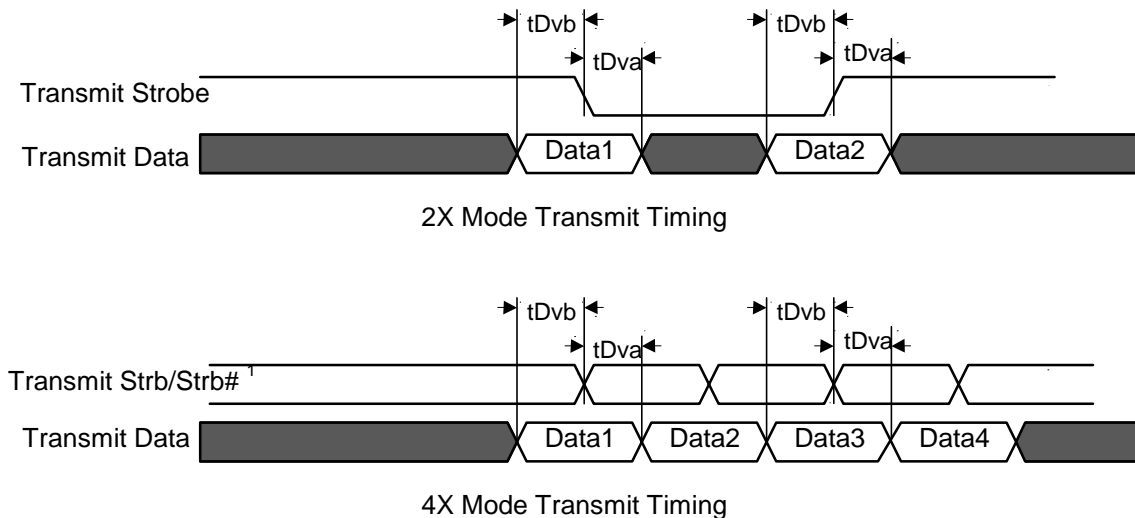 tDvb tDvb
tDva tDva
Transmit Strobe
Transmit Data Data1 Data2
2X Mode Transmit Timing
tDvb tDvb
tDva tDva
Transmit Strb/Strb# 1
Transmit Data Data1 Data2 Data3 Data4
4X Mode Transmit Timing